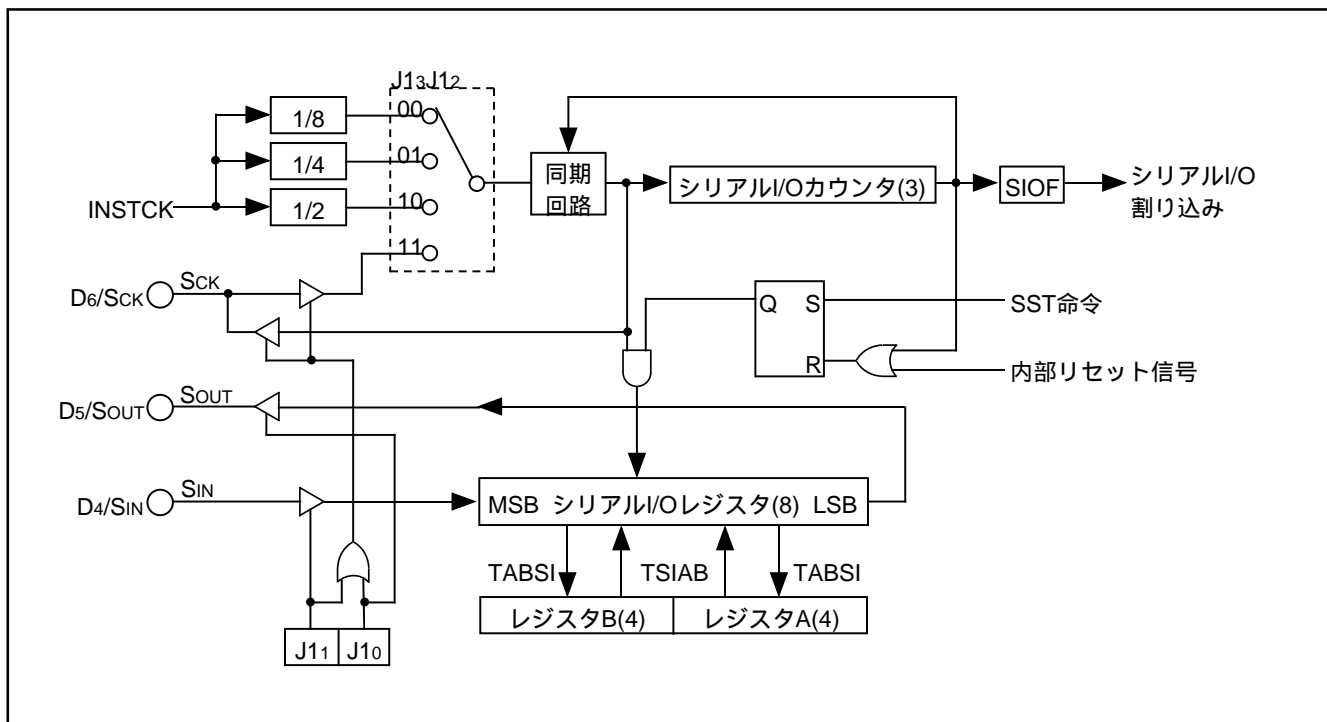 J13J12
1/8
00
1/4
01
同期
回路
シリアルI/Oカウンタ(3)
SIOF
シリアルI/O
割り込み
INSTCK
1/2
10
11
D6/SCK
SCK
Q
S
SST命令
R
内部リセット信号
D5/SOUT
SOUT
D4/SIN
SIN
MSB シリアルI/Oレジスタ(8) LSB
TABSI
TSIAB
TABSI
レジスタB(4)
レジスタA(4)
J11
J10